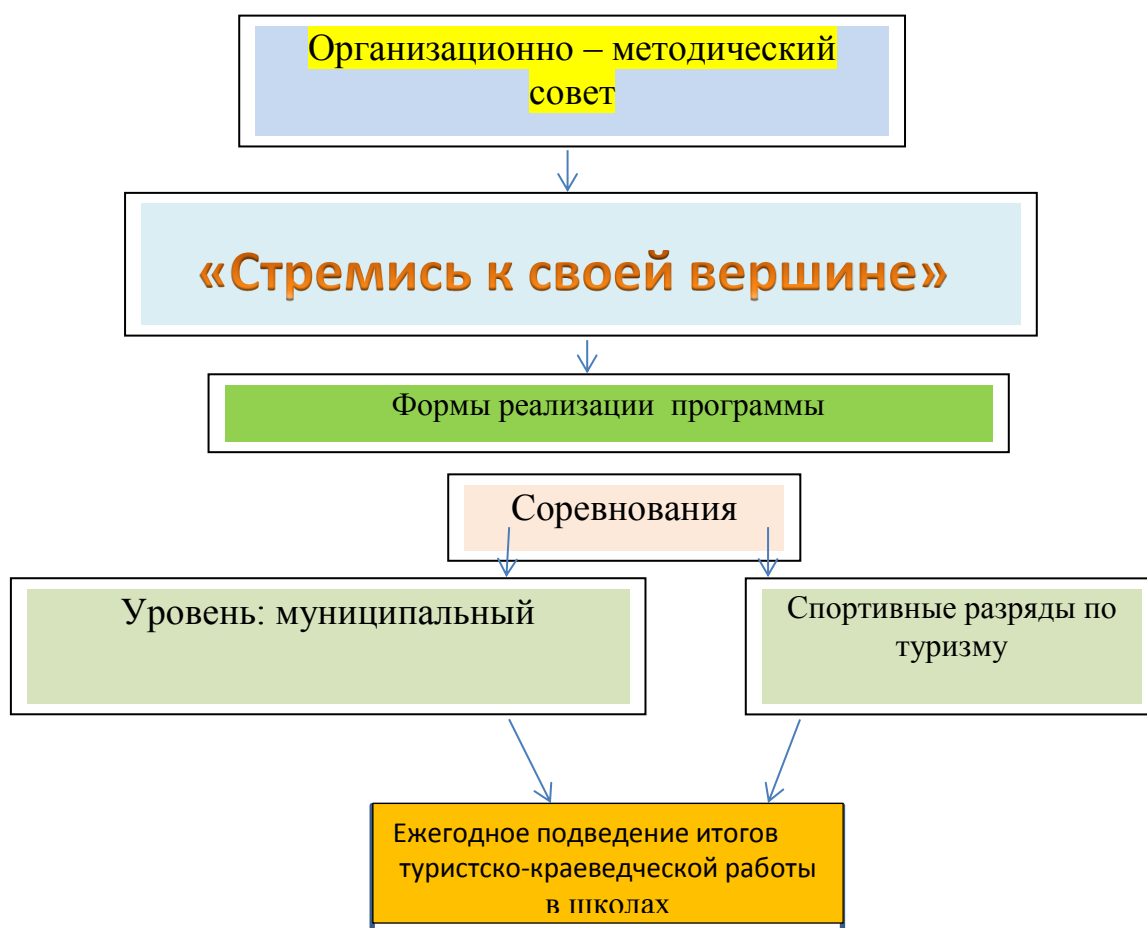 Организационно – методический
совет
«Стремись к своей вершине»
Формы реализации программы
Соревнования
Уровень: муниципальный
Спортивные разряды по
туризму
Ежегодное подведение итогов
туристско-краеведческой работы
в школах